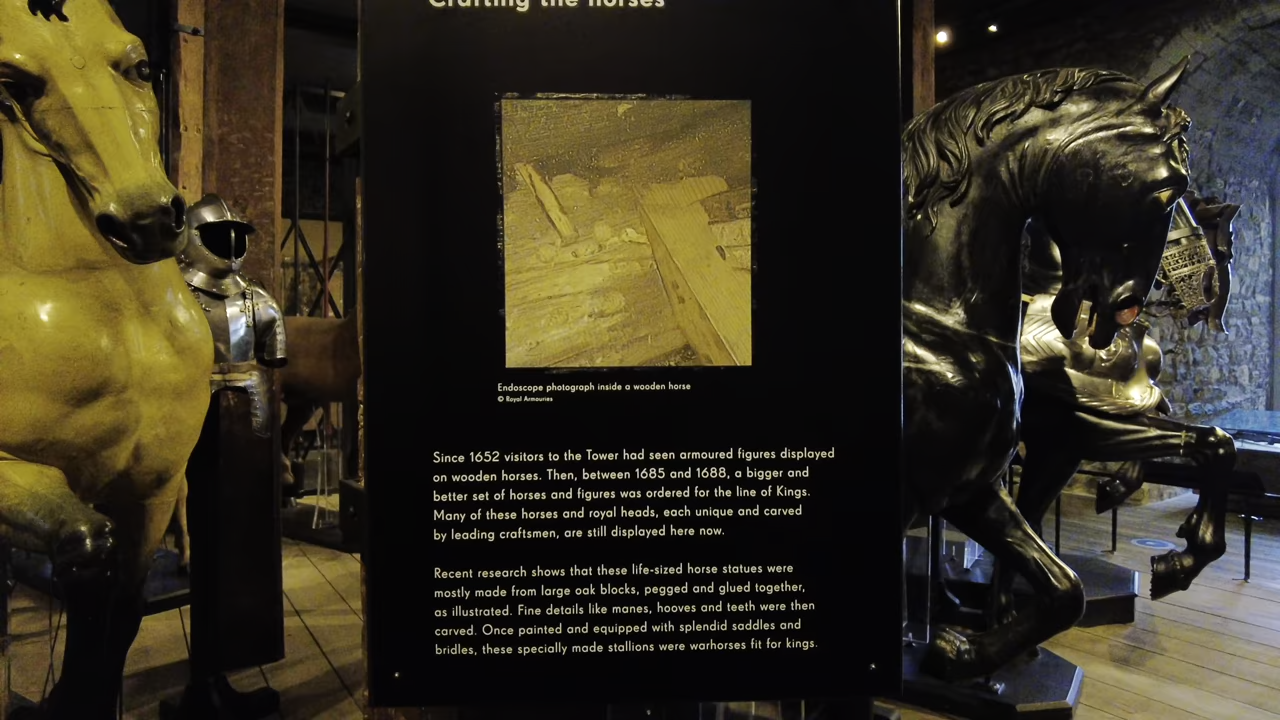 Crafting the horses
Endoscope photograph inside a wooden horse
© Royal Armouries
Since 1652 visitors to the Tower had seen armoured figures displayed
on wooden horses. Then, between 1685 and 1688, a bigger and
better set of horses and figures was ordered for the line of Kings.
Many of these horses and royal heads, each unique and carved
by leading craftsmen, are still displayed here now.
Recent research shows that these life-sized horse statues were
mostly made from large oak blocks, pegged and glued together,
as illustrated. Fine details like manes, hooves and teeth were then
carved. Once painted and equipped with splendid saddles and
bridles, these specially made stallions were warhorses fit for kings.